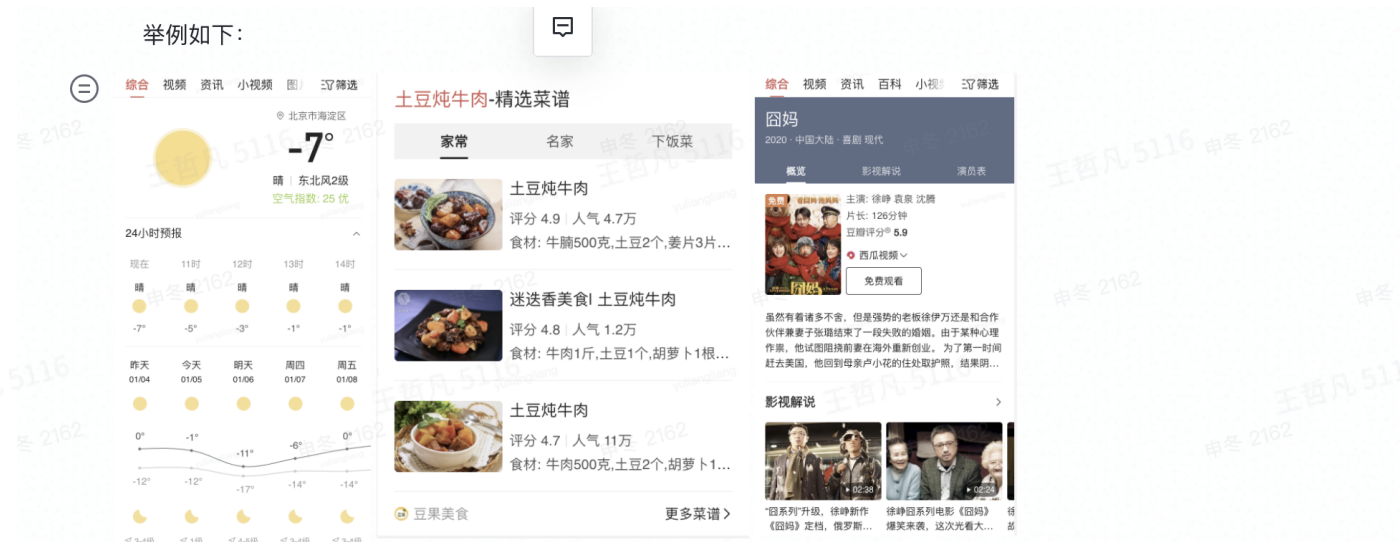 举例如下：
综合 视频 资讯 小视频 图 筛选
北京市海淀区
-7°
晴 | 东北风2级
空气指数: 25 优
24小时预报
现在 11时 12时 13时 14时
晴 晴 晴 晴 晴
-7° -5° -3° -1° -1°
昨天 今天 明天 周四 周五
01/04 01/05 01/06 01/07 01/08
0° -1° -11° -6° 0°
-12° -12° -17° -14° -14°
土豆炖牛肉-精选菜谱
家常 名家 下饭菜
土豆炖牛肉
评分 4.9 | 人气 4.7万
食材: 牛腩500克,土豆2个,姜片3片...
迷迭香美食| 土豆炖牛肉
评分 4.8 | 人气 1.2万
食材: 牛肉1斤,土豆1个,胡萝卜1根...
土豆炖牛肉
评分 4.7 | 人气 11万
食材: 牛肉500克,土豆2个,胡萝卜1...
豆果美食 更多菜谱
综合 视频 资讯 百科 小视 筛选
囧妈
2020 · 中国大陆 · 喜剧 现代
概览 影视解说 演员表
免费
囧妈
主演: 徐峥 袁泉 沈腾
片长: 126分钟
豆瓣评分® 5.9
西瓜视频
免费观看
虽然有着诸多不舍，但是强势的老板徐伊万还是和合作
伙伴兼妻子张璐结束了一段失败的婚姻。由于某种心理
作祟，他试图阻挠前妻在海外重新创业。 为了第一时间
赶去美国，他回到母亲卢小花的住处取护照，结果阴...
影视解说
02:38 02:24
“囧系列”升级，徐峥新作
《囧妈》定档，俄罗斯...
徐峥囧系列电影《囧妈》
爆笑来袭，这次光看大...
王哲凡 5116
申冬 2162
yuliangliang